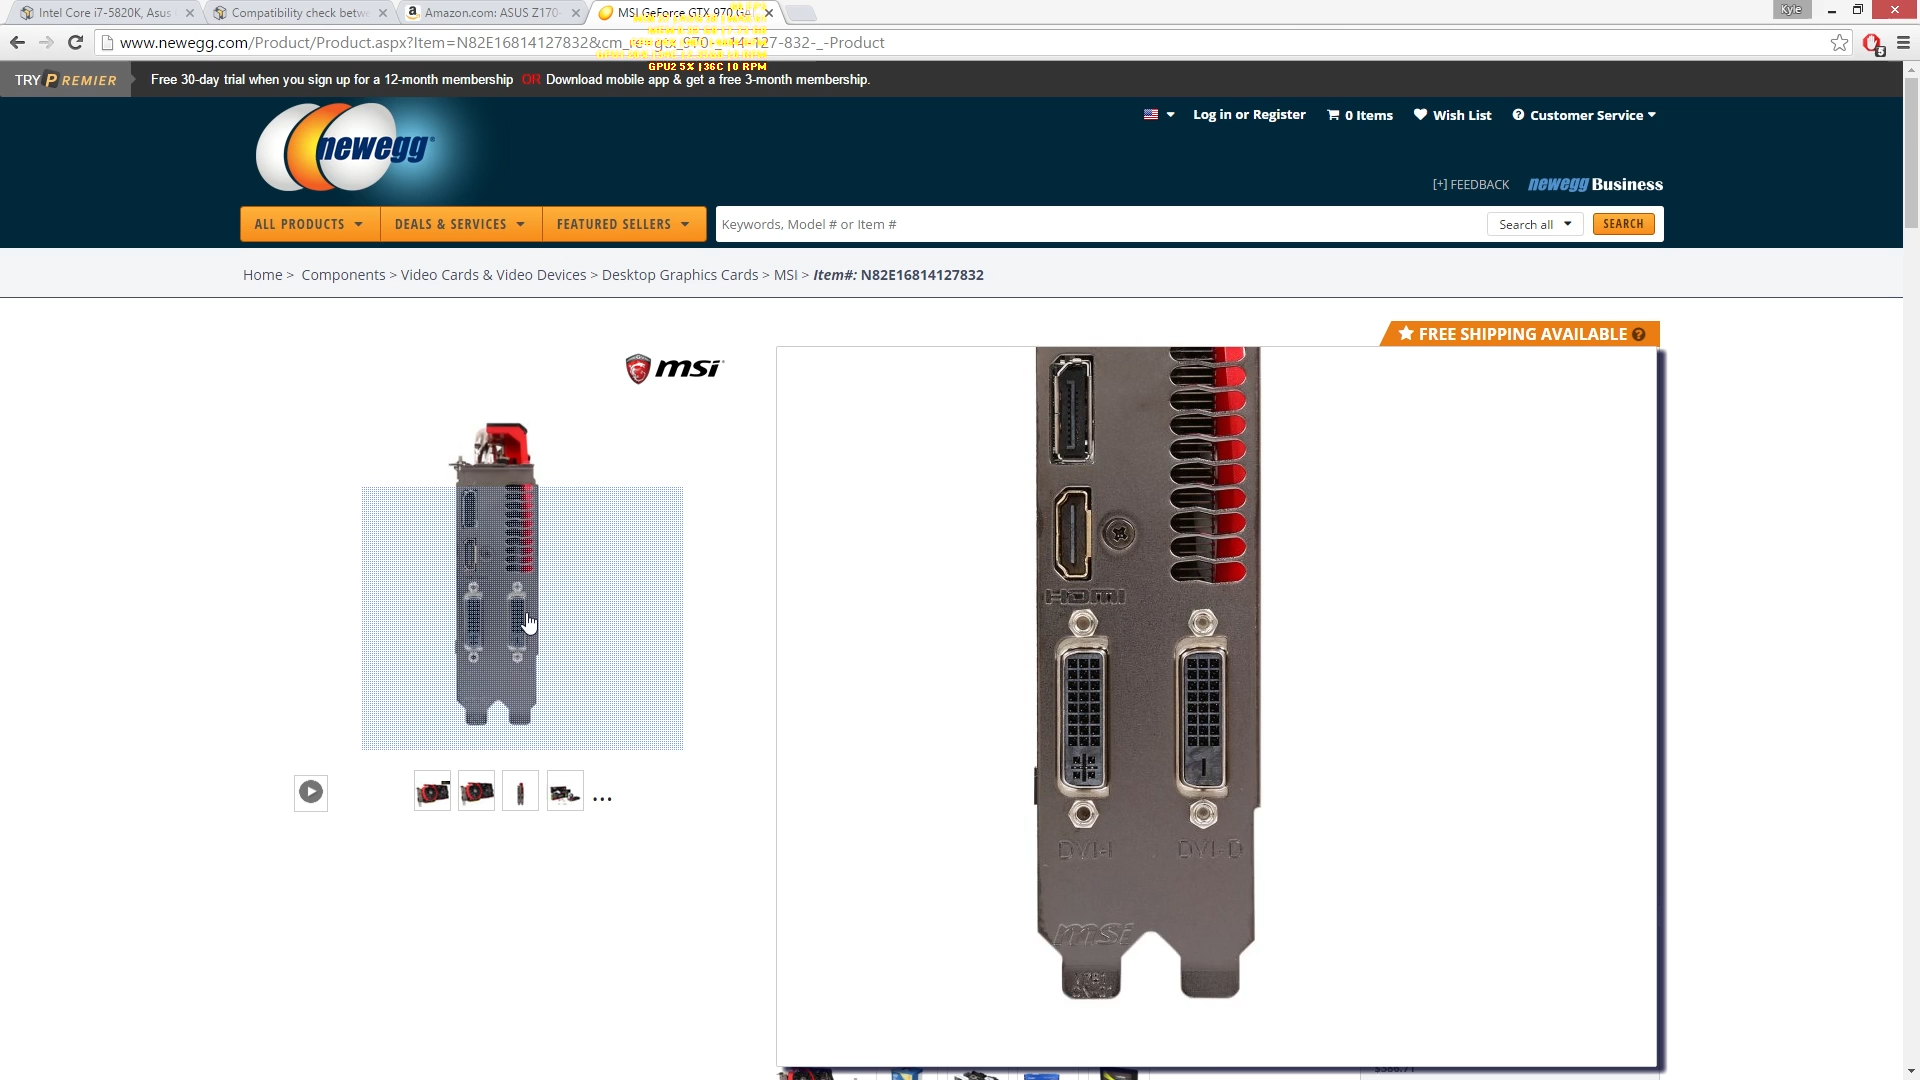 Intel Core i7-5820K, Asus
Compatibility check betwe
Amazon.com: ASUS Z170-
MSI GeForce GTX 970 GA
Kyle
www.newegg.com/Product/Product.aspx?Item=N82E16814127832&cm_re=gtx_970-_-14-127-832-_-Product
GPU2 5% | 36C | 0 RPM
TRY PREMIER
Free 30-day trial when you sign up for a 12-month membership OR Download mobile app & get a free 3-month membership.
newegg
Log in or Register
0 Items
Wish List
Customer Service
[+] FEEDBACK
newegg Business
ALL PRODUCTS
DEALS & SERVICES
FEATURED SELLERS
Keywords, Model # or Item #
Search all
SEARCH
Home > Components > Video Cards & Video Devices > Desktop Graphics Cards > MSI > Item#: N82E16814127832
FREE SHIPPING AVAILABLE
msi
HDMI
DVI-I
DVI-D
msi
...